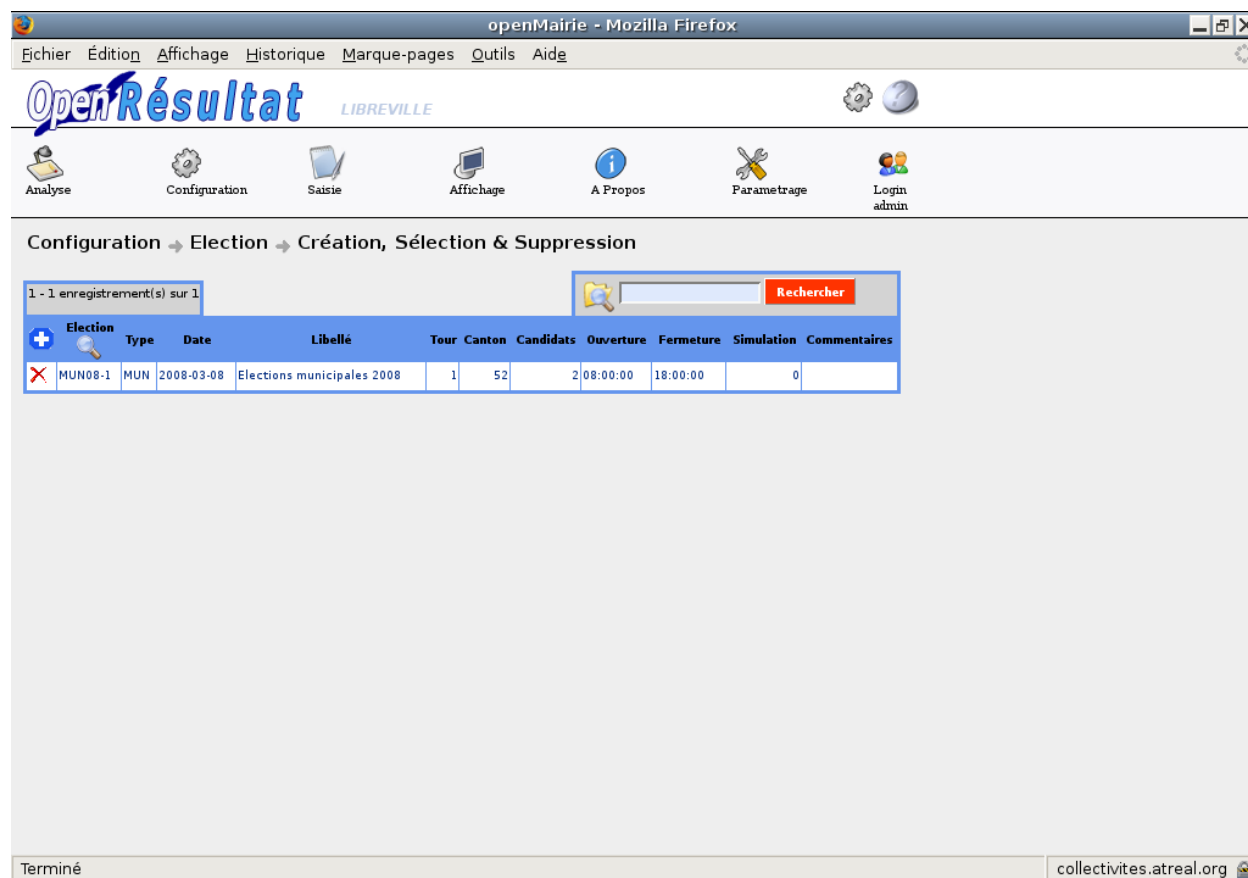 openMairie - Mozilla Firefox
Fichier Édition Affichage Historique Marque-pages Outils Aide
OpenRésultat LIBREVILLE
Analyse Configuration Saisie Affichage A Propos Parametrage Login
admin
Configuration Election Création, Sélection & Suppression
1 - 1 enregistrement(s) sur 1
Rechercher
Election Type Date Libellé Tour Canton Candidats Ouverture Fermeture Simulation Commentaires
MUN08-1 MUN 2008-03-08 Elections municipales 2008 1 52 2 08:00:00 18:00:00 0
Terminé collectivites.atreal.org